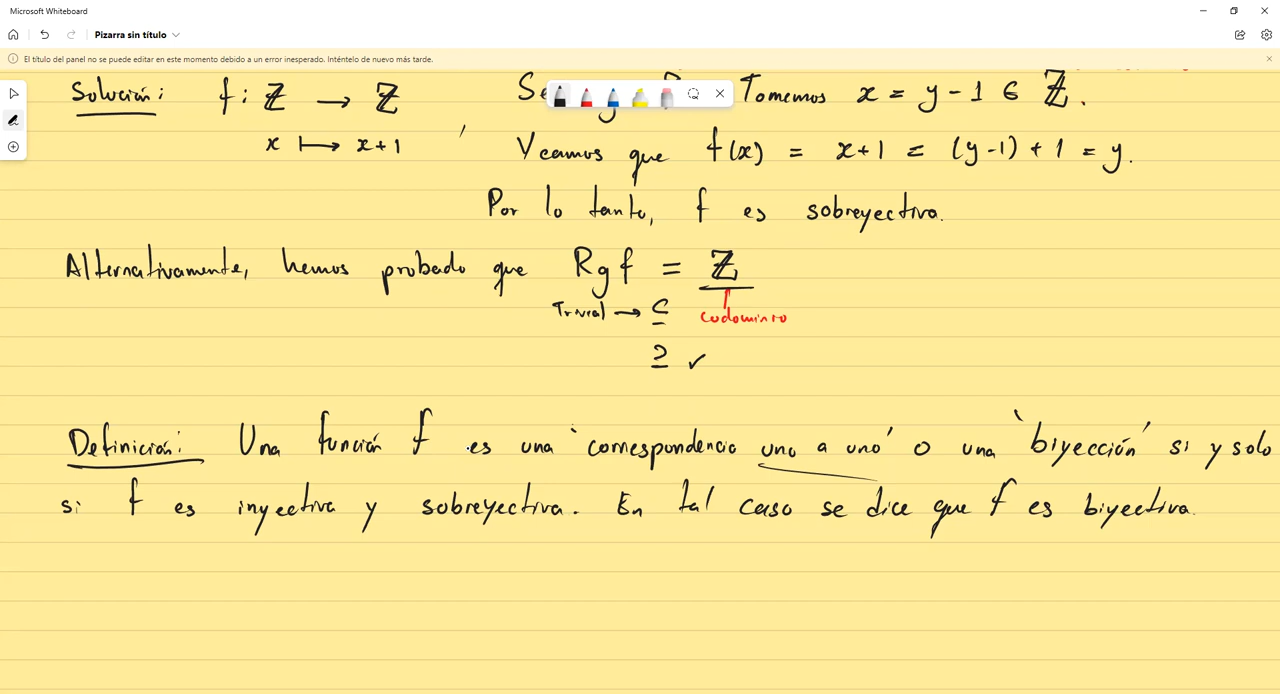 Microsoft Whiteboard
Pizarra sin título
El título del panel no se puede editar en este momento debido a un error inesperado. Inténtelo de nuevo más tarde.
Solución: f: ℤ → ℤ
x ↦ x+1
Tomemos x = y - 1 ∈ ℤ.
Veamos que f(x) = x+1 = (y-1) + 1 = y.
Por lo tanto, f es sobreyectiva.
Alternativamente, hemos probado que Rg f = ℤ
Trivial → ⊆ codominio
⊇ ✓
Definición: Una función f es una 'correspondencia uno a uno' o una 'biyección' si y solo
si f es inyectiva y sobreyectiva. En tal caso se dice que f es biyectiva.